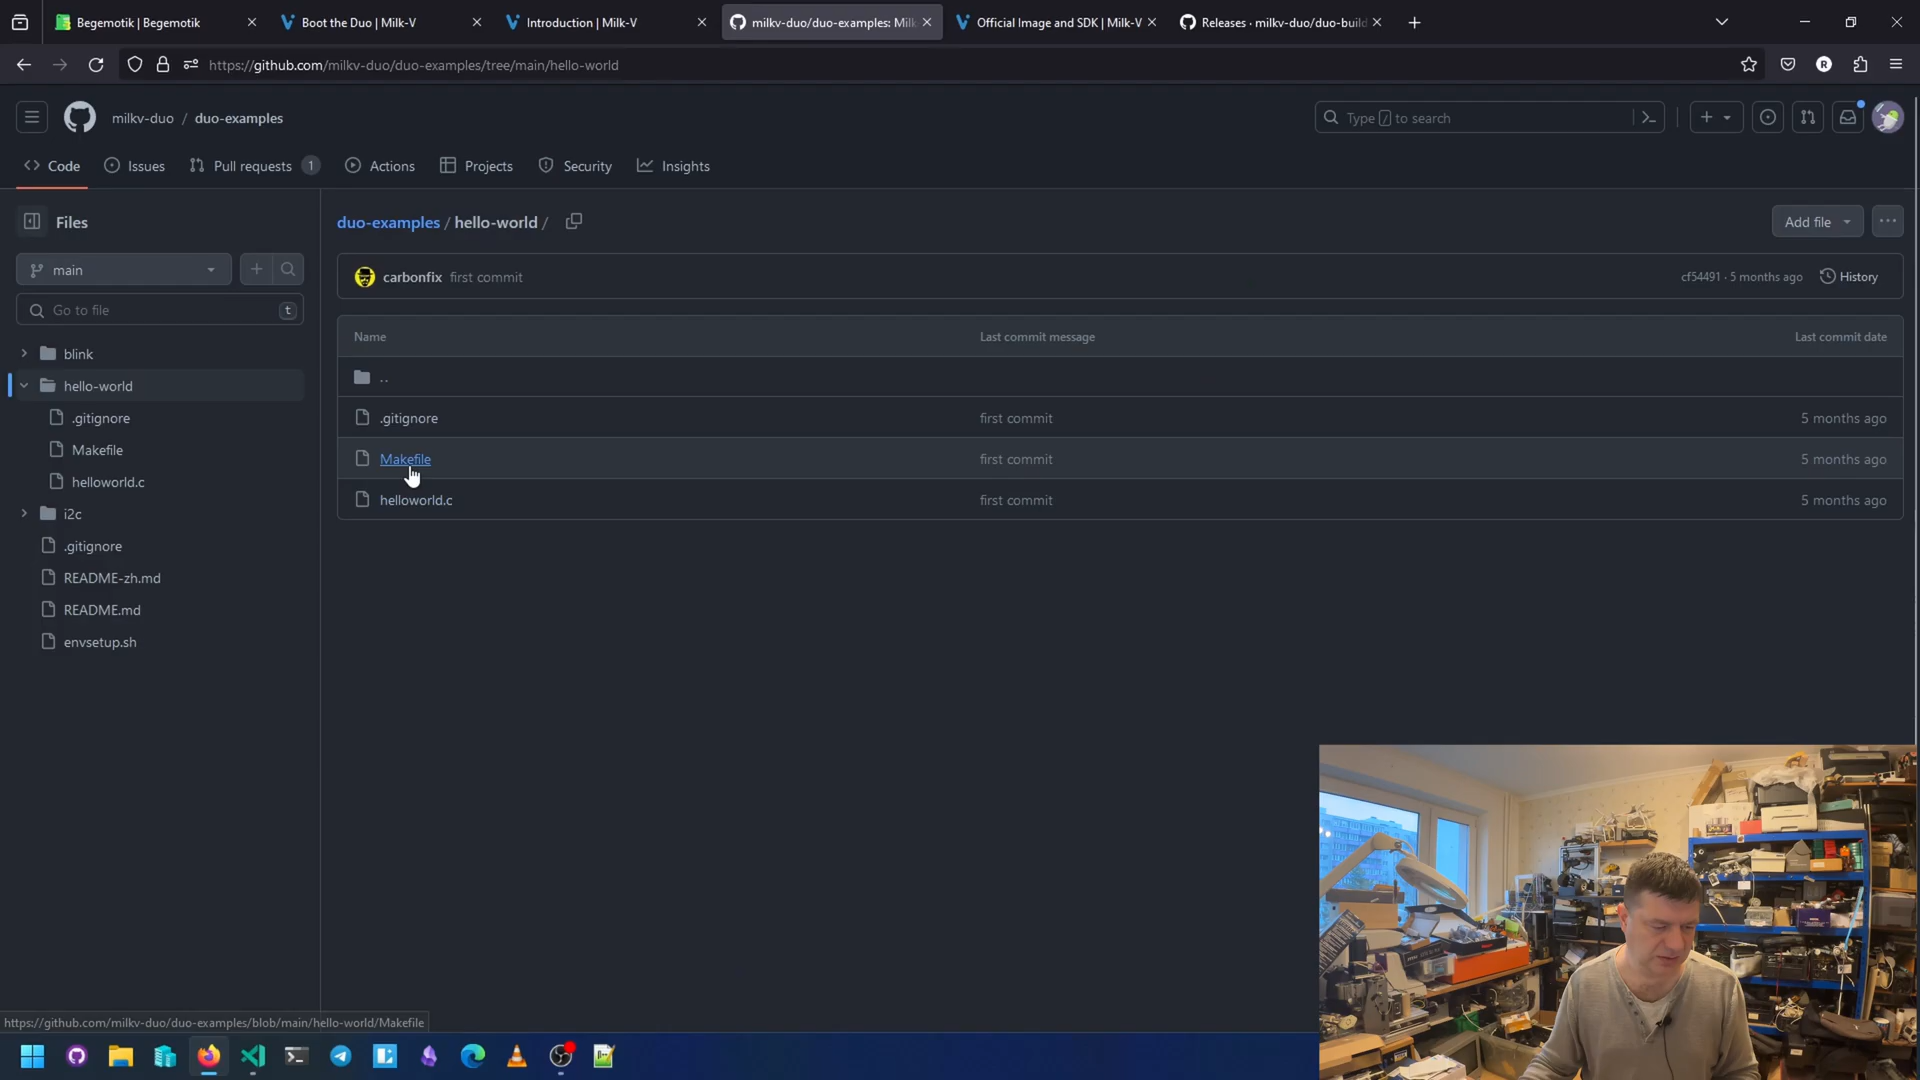 Begemotik | Begemotik
Boot the Duo | Milk-V
Introduction | Milk-V
milkv-duo/duo-examples: Milk
Official Image and SDK | Milk-V
Releases · milkv-duo/duo-build
https://github.com/milkv-duo/duo-examples/tree/main/hello-world
R
milkv-duo / duo-examples
Type / to search
Code
Issues
Pull requests 1
Actions
Projects
Security
Insights
Files
duo-examples / hello-world /
Add file
main
carbonfix first commit
cf54491 · 5 months ago
History
Go to file
t
Name
Last commit message
Last commit date
blink
..
hello-world
.gitignore
.gitignore
first commit
5 months ago
Makefile
Makefile
first commit
5 months ago
helloworld.c
helloworld.c
first commit
5 months ago
i2c
.gitignore
README-zh.md
README.md
envsetup.sh
https://github.com/milkv-duo/duo-examples/blob/main/hello-world/Makefile